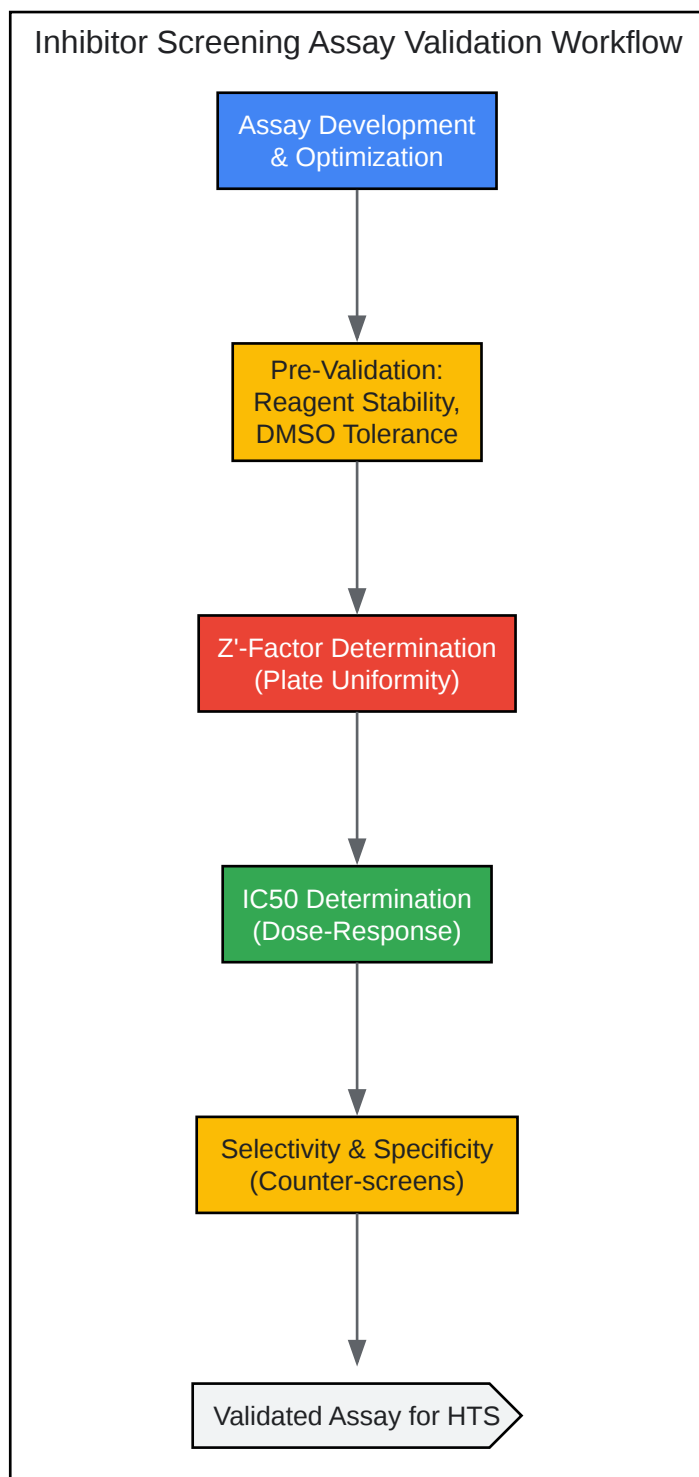 Inhibitor Screening Assay Validation Workflow
Assay Development
& Optimization
Pre-Validation:
Reagent Stability,
DMSO Tolerance
Z'-Factor Determination
(Plate Uniformity)
IC50 Determination
(Dose-Response)
Selectivity & Specificity
(Counter-screens)
Validated Assay for HTS